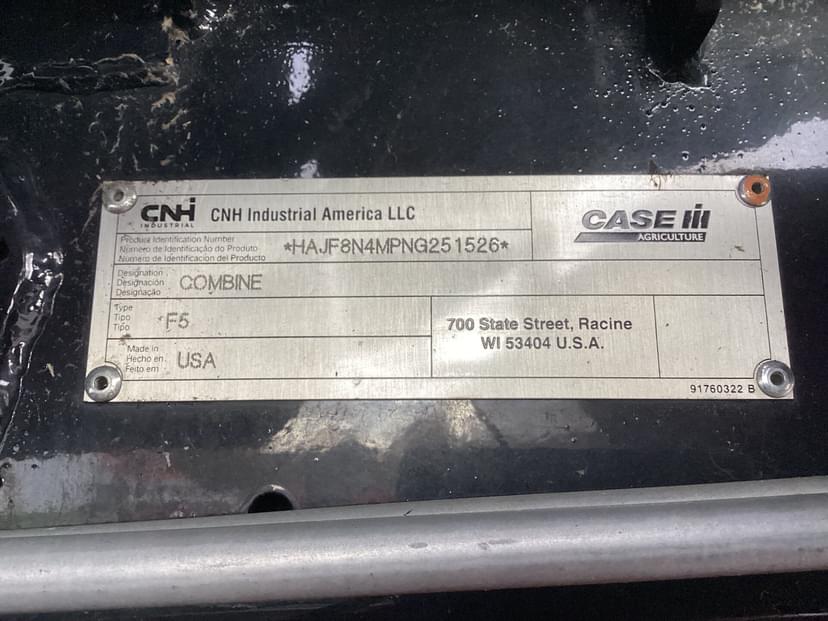 CNH
INDUSTRIAL
CNH Industrial America LLC
CASE IH
AGRICULTURE
Product Identification Number
Número de Identificação do Produto
Número de Identificación del Producto
*HAJF8N4MPNG251526*
Designation
Designación
Designação
COMBINE
Type
Tipo
Tipo
F5
700 State Street, Racine
WI 53404 U.S.A.
Made in
Hecho en
Feito em
USA
91760322 B